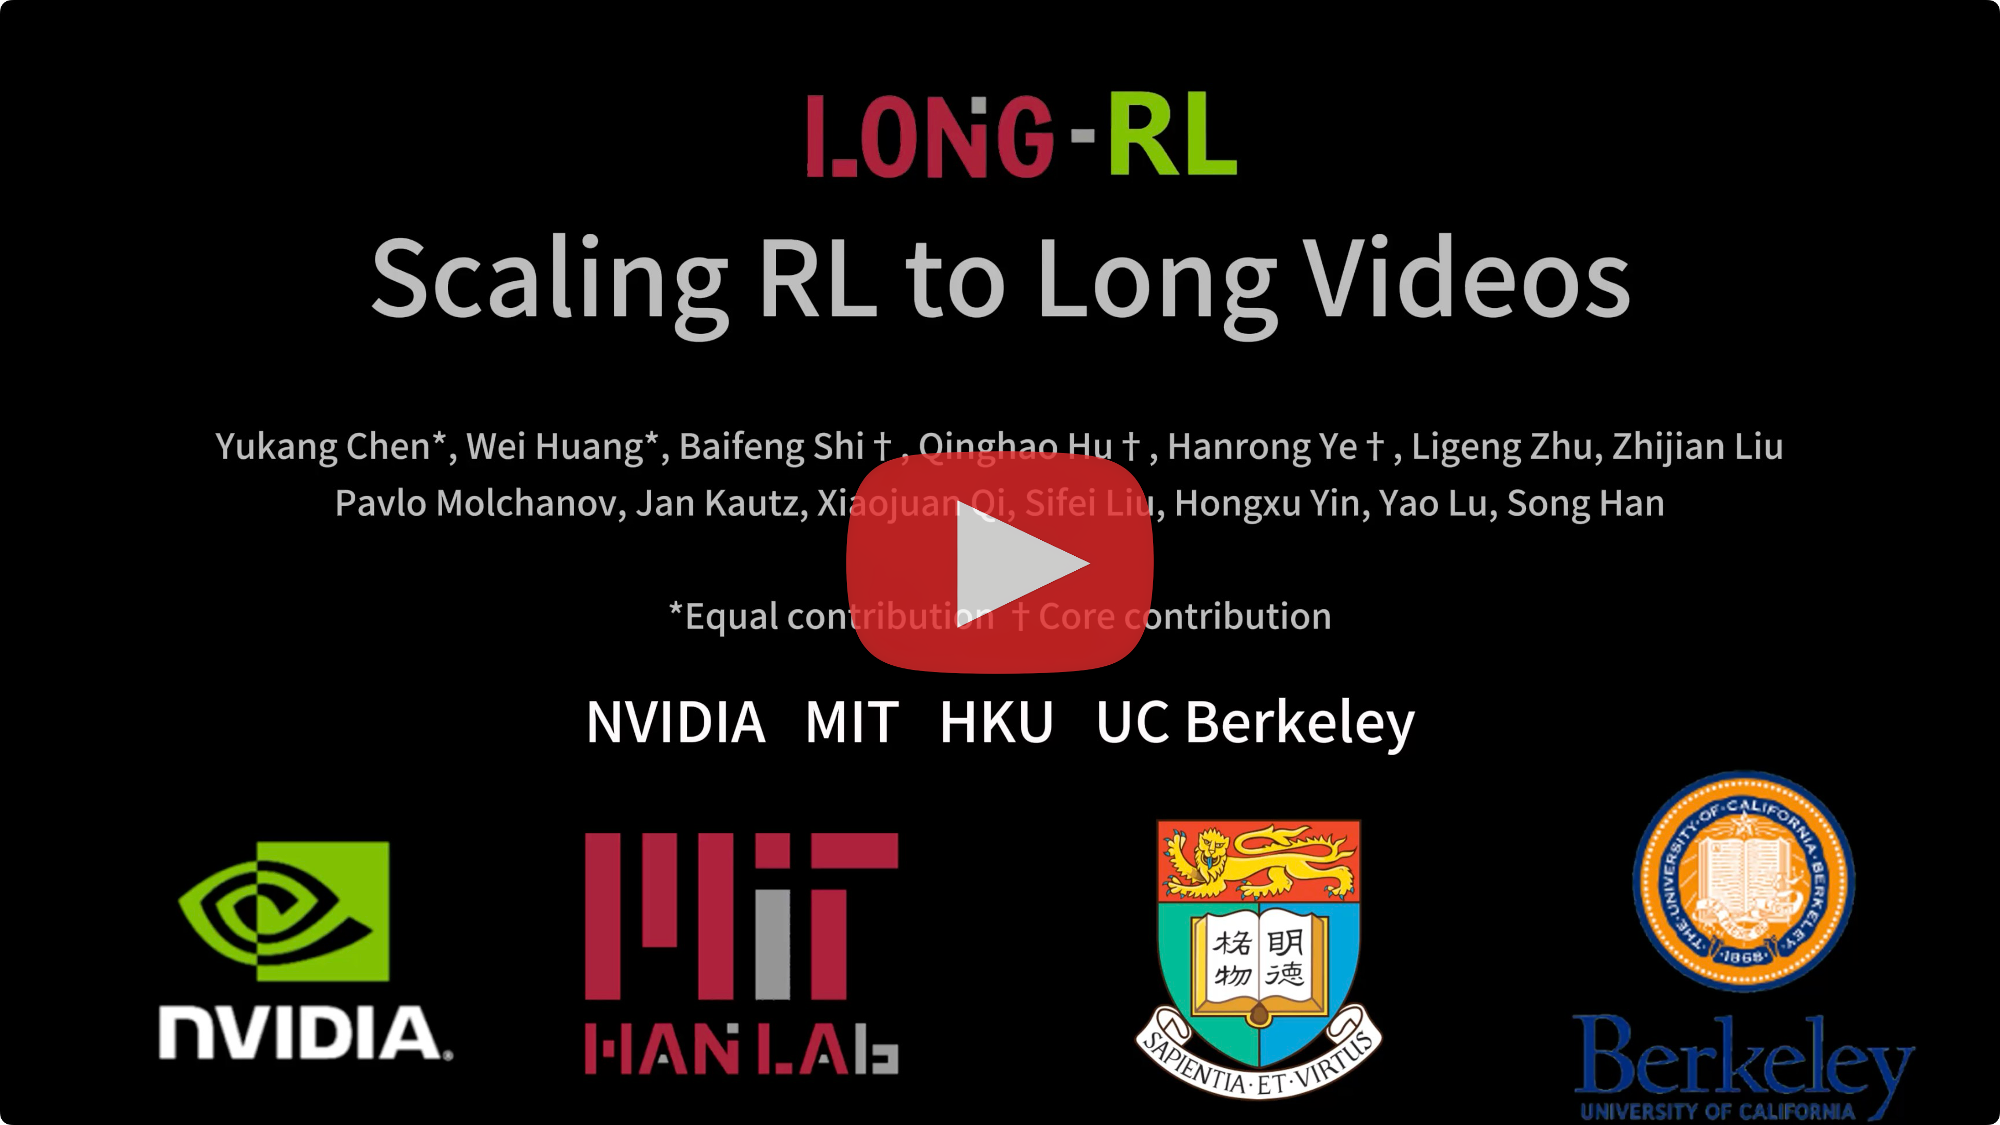 LONG-RL
Scaling RL to Long Videos
Yukang Chen*, Wei Huang*, Baifeng Shi†, Qinghao Hu†, Hanrong Ye†, Ligeng Zhu, Zhijian Liu
Pavlo Molchanov, Jan Kautz, Xiaojuan Qi, Sifei Liu, Hongxu Yin, Yao Lu, Song Han
*Equal contribution † Core contribution
NVIDIA MIT HKU UC Berkeley
NVIDIA.
MIT
HAN LAB
明德
格物
SAPIENTIA·ET·VIRTUS
THE·UNIVERSITY·OF·CALIFORNIA·BERKELEY
·1868·
Berkeley
UNIVERSITY OF CALIFORNIA